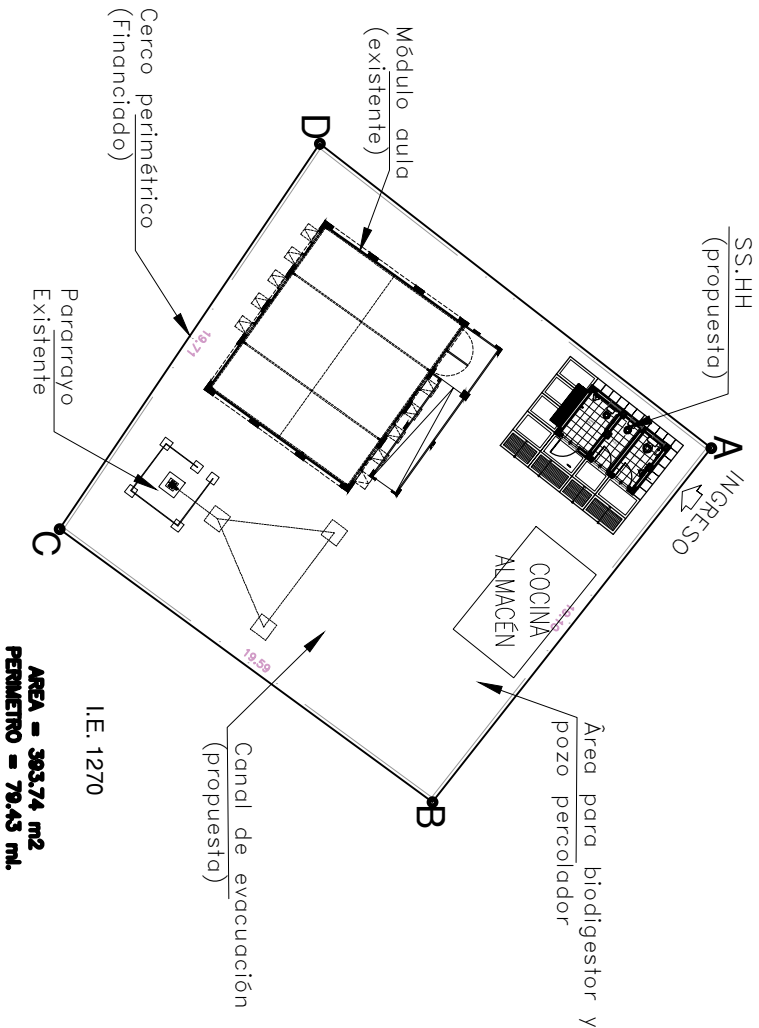 SS.HH
(propuesta)
Módulo aula
(existente)
Cerco perimétrico
(Financiado)
Pararrayo
Existente
A
B
C
D
INGRESO
COCINA
ALMACÉN
19.71
19.59
Área para biodigestor y
pozo percolador
Canal de evacuación
(propuesta)
I.E. 1270
AREA = 393.74 m2
PERIMETRO = 79.43 ml.